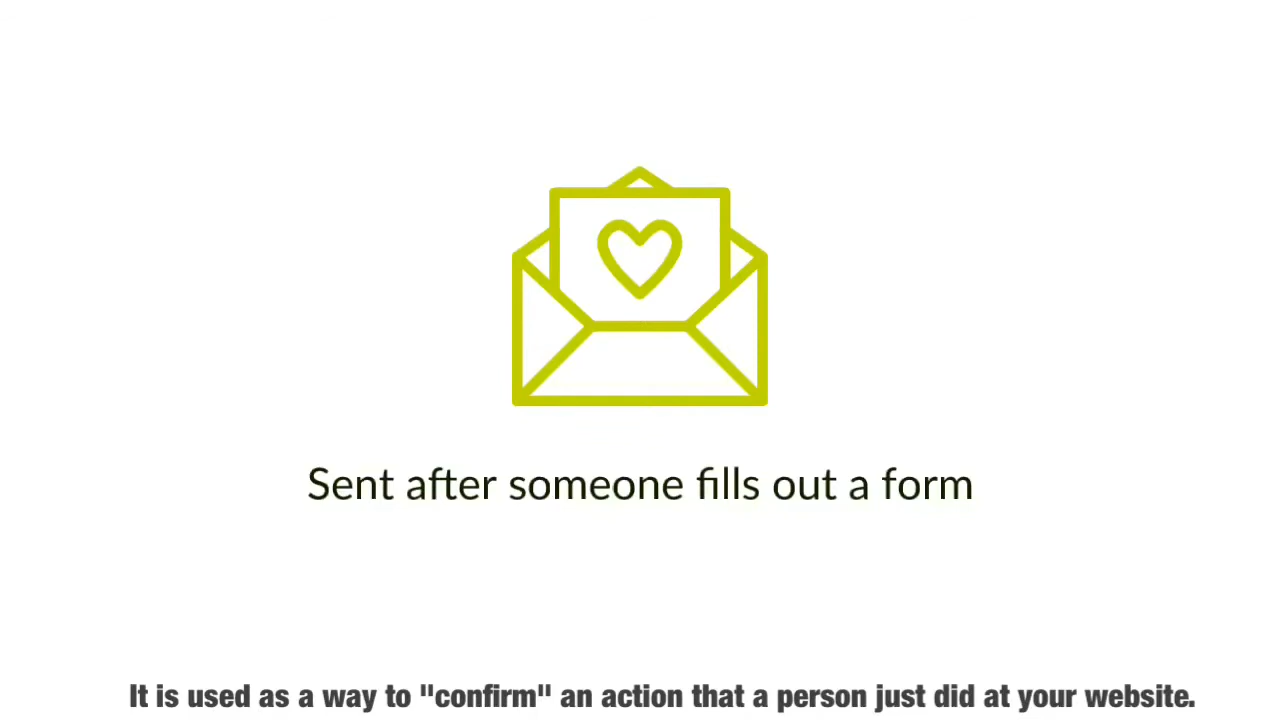 Sent after someone fills out a form
It is used as a way to "confirm" an action that a person just did at your website.